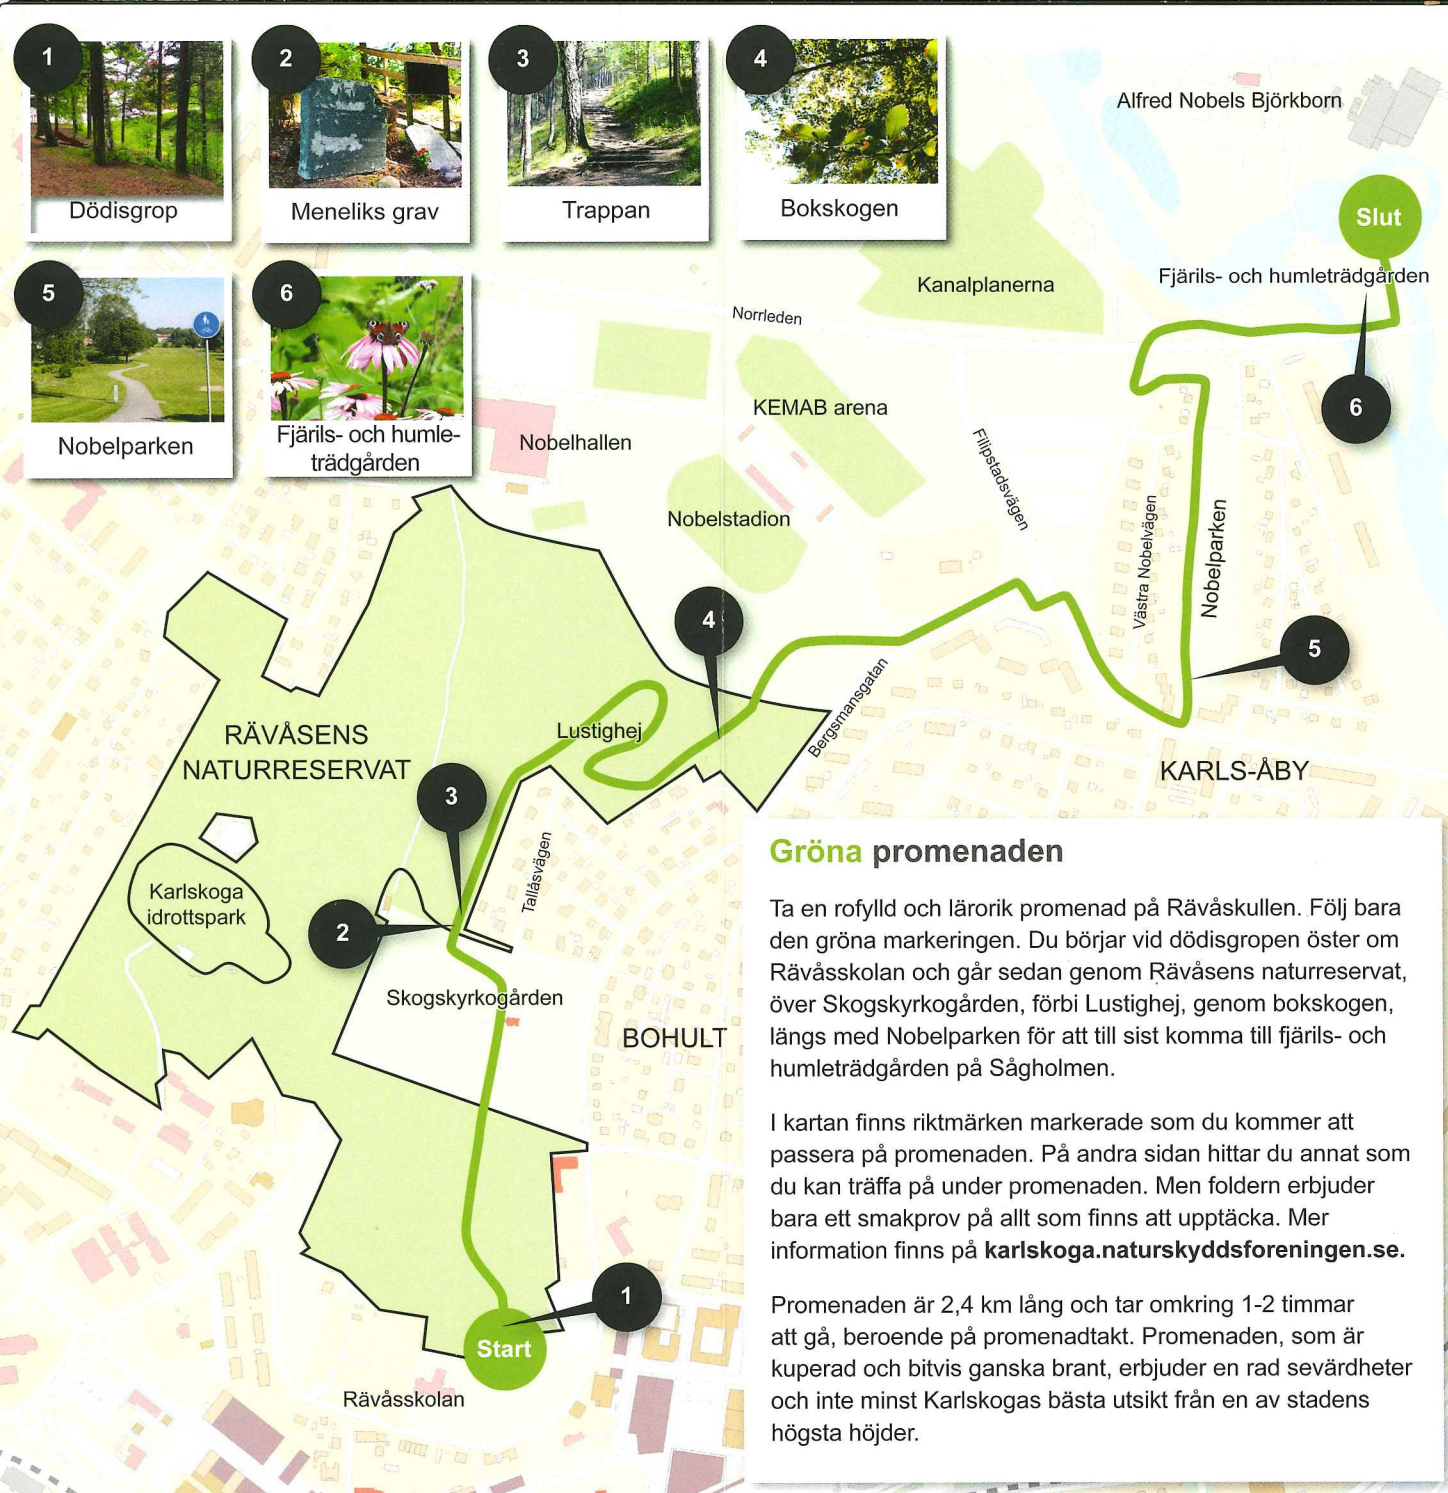 1
Dödisgrop
2
Meneliks grav
3
Trappan
4
Bokskogen
5
Nobelparken
6
Fjärils- och humle-
trädgården
Alfred Nobels Björkborn
Slut
Fjärils- och humleträdgården
Kanalplanerna
Norrleden
KEMAB arena
Nobelhallen
Nobelstadion
Filipstadsvägen
Västra Nobelvägen
Nobelparken
6
5
4
Bergsmansgatan
Lustighej
RÄVÅSENS
NATURRESERVAT
KARLS-ÅBY
3
Tallåsvägen
Karlskoga
idrottspark
2
Skogskyrkogården
BOHULT
1
Start
Rävåsskolan
Gröna promenaden
Ta en rofylld och lärorik promenad på Rävåskullen. Följ bara
den gröna markeringen. Du börjar vid dödisgropen öster om
Rävåsskolan och går sedan genom Rävåsens naturreservat,
över Skogskyrkogården, förbi Lustighej, genom bokskogen,
längs med Nobelparken för att till sist komma till fjärils- och
humleträdgården på Sågholmen.
I kartan finns riktmärken markerade som du kommer att
passera på promenaden. På andra sidan hittar du annat som
du kan träffa på under promenaden. Men foldern erbjuder
bara ett smakprov på allt som finns att upptäcka. Mer
information finns på karlskoga.naturskyddsforeningen.se.
Promenaden är 2,4 km lång och tar omkring 1-2 timmar
att gå, beroende på promenadtakt. Promenaden, som är
kuperad och bitvis ganska brant, erbjuder en rad sevärdheter
och inte minst Karlskogas bästa utsikt från en av stadens
högsta höjder.